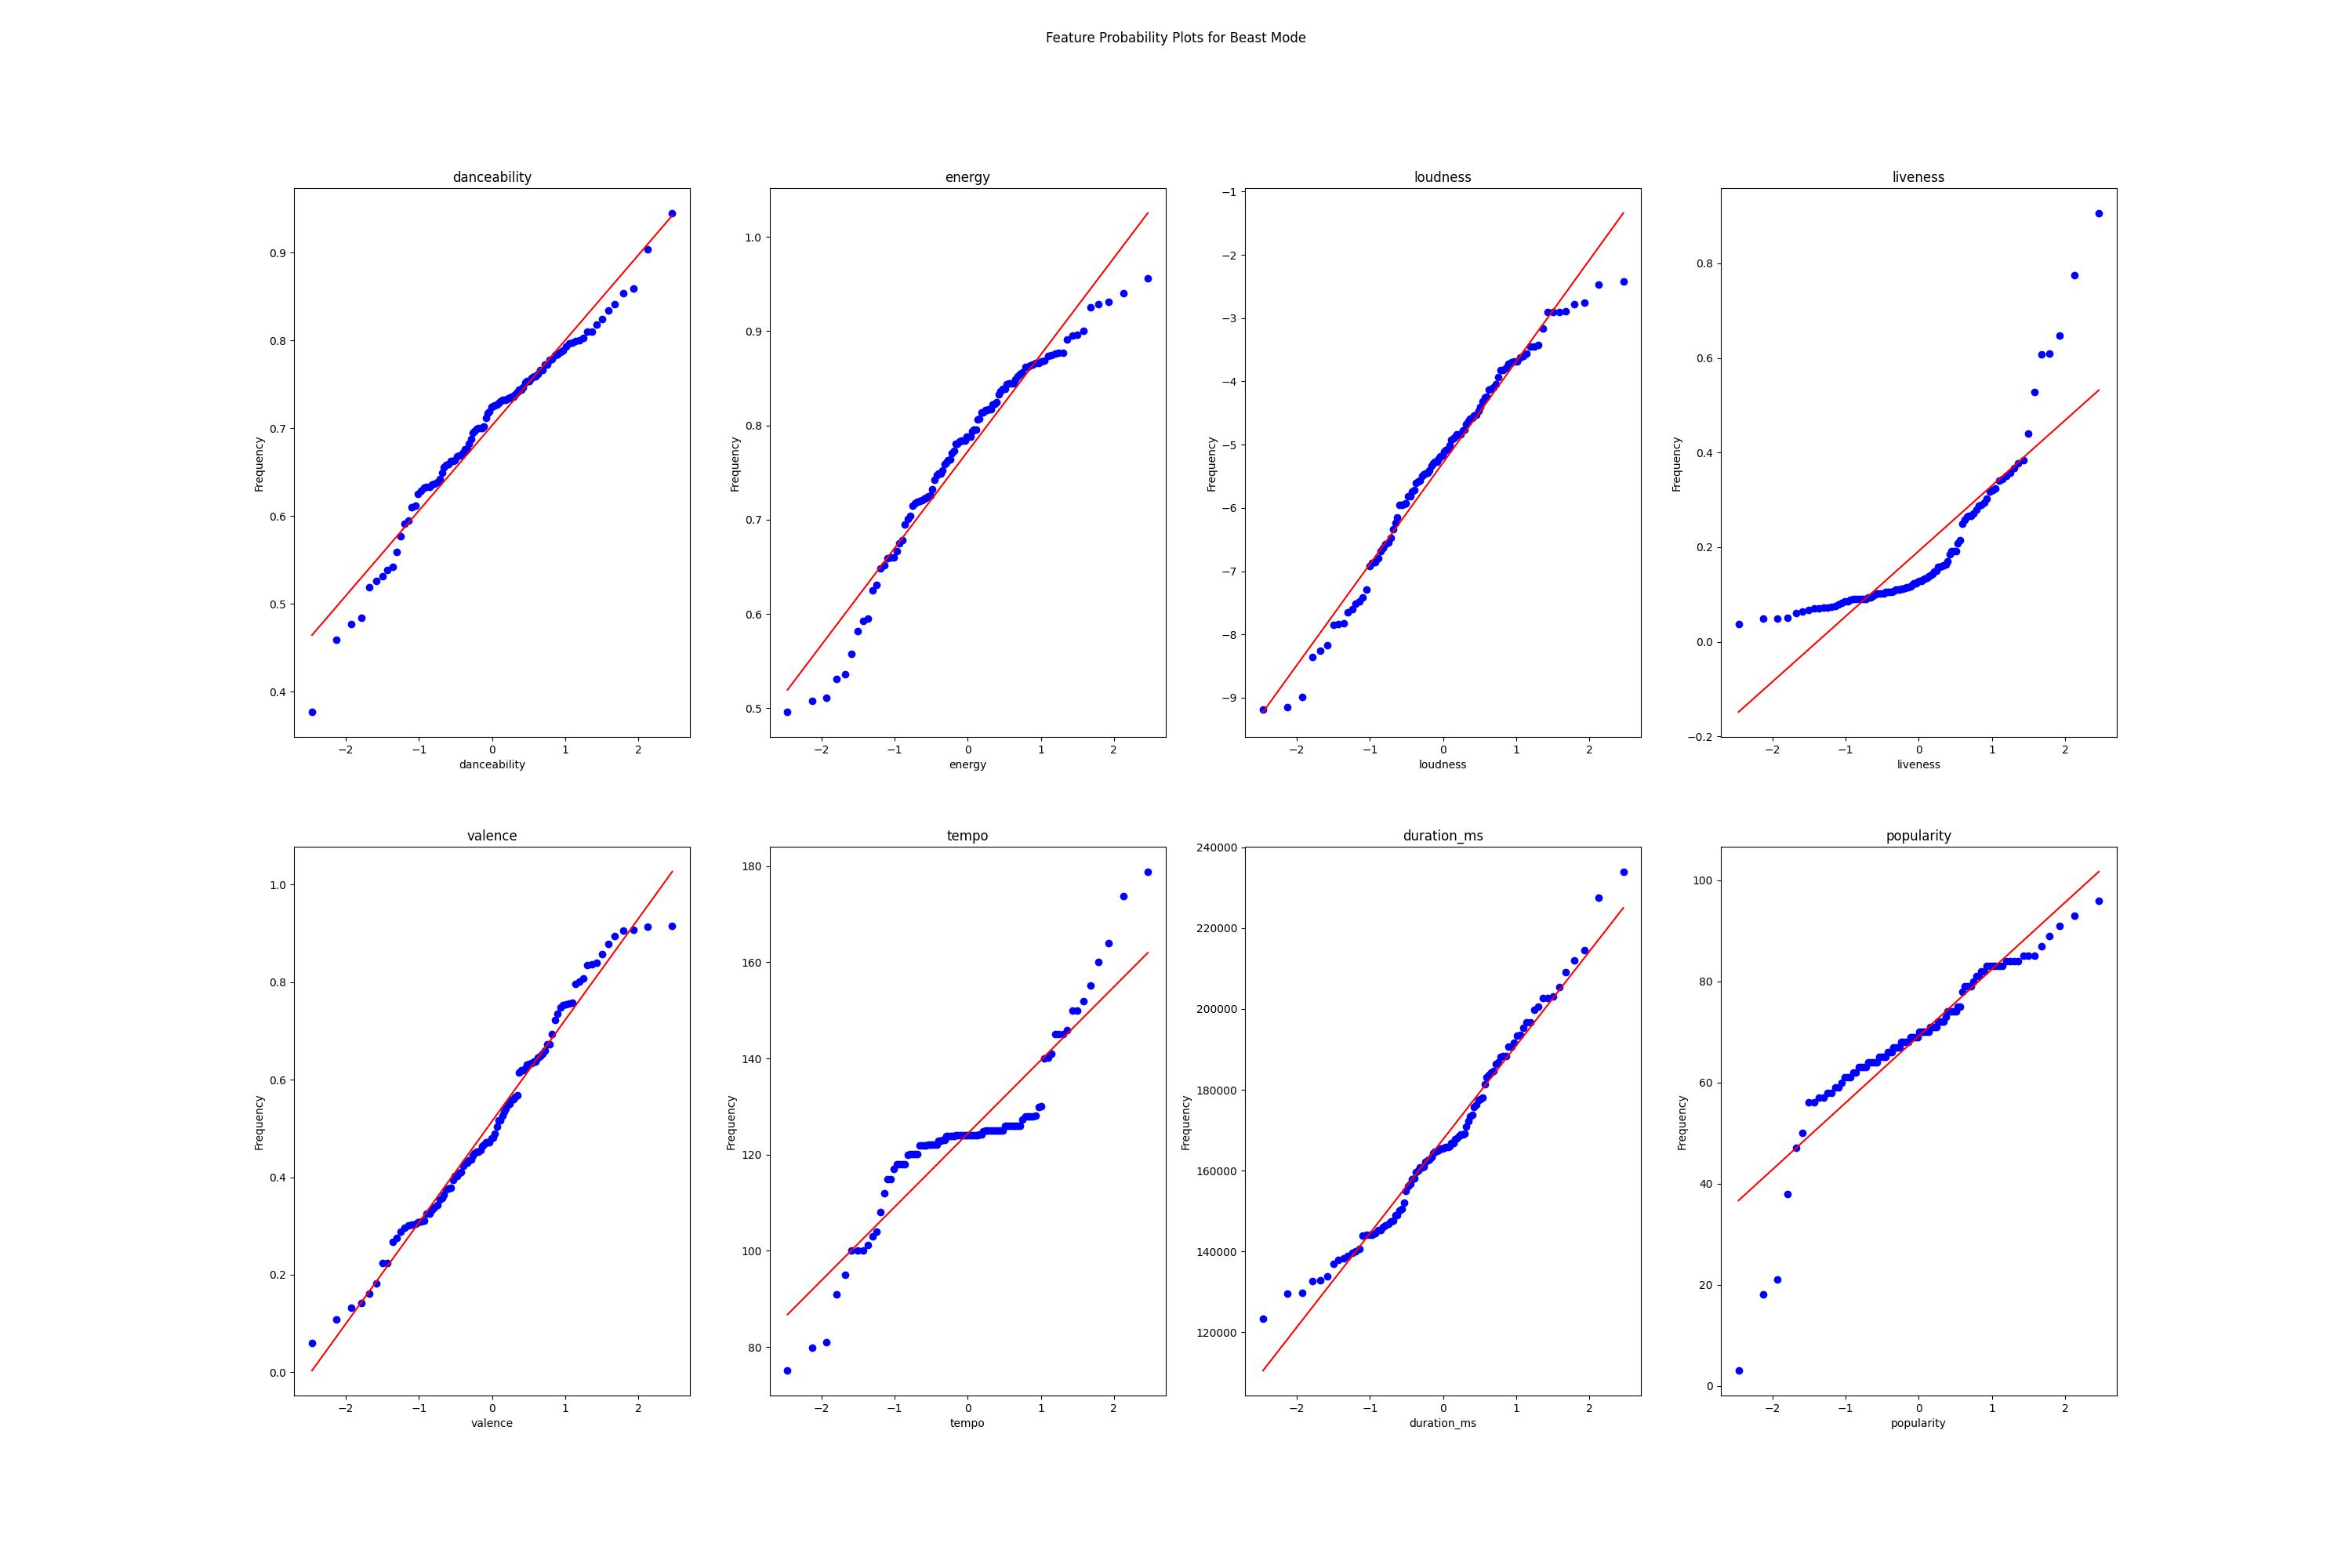 Feature Probability Plots for Beast Mode
danceability
Frequency
0.9
0.8
0.7
0.6
0.5
0.4
−2 −1 0 1 2
danceability
energy
Frequency
1.0
0.9
0.8
0.7
0.6
0.5
−2 −1 0 1 2
energy
loudness
Frequency
−1
−2
−3
−4
−5
−6
−7
−8
−9
−2 −1 0 1 2
loudness
liveness
Frequency
0.8
0.6
0.4
0.2
0.0
−0.2
−2 −1 0 1 2
liveness
valence
Frequency
1.0
0.8
0.6
0.4
0.2
0.0
−2 −1 0 1 2
valence
tempo
Frequency
180
160
140
120
100
80
−2 −1 0 1 2
tempo
duration_ms
Frequency
240000
220000
200000
180000
160000
140000
120000
−2 −1 0 1 2
duration_ms
popularity
Frequency
100
80
60
40
20
0
−2 −1 0 1 2
popularity